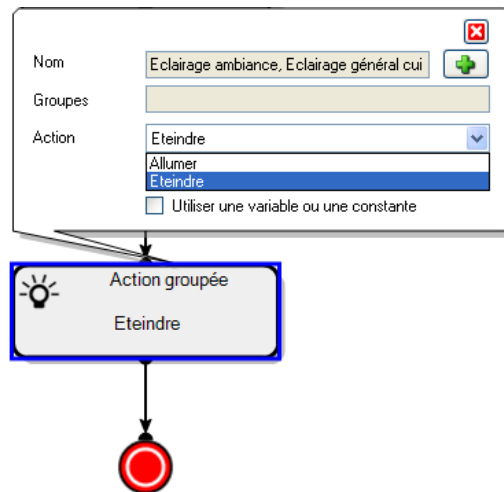 Nom
Eclairage ambiance, Eclairage général cui
Groupes
Action
Eteindre
Allumer
Eteindre
Utiliser une variable ou une constante
Action groupée
Eteindre